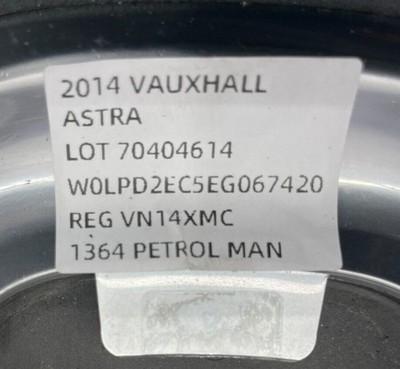 2014 VAUXHALL
ASTRA
LOT 70404614
W0LPD2EC5EG067420
REG VN14XMC
1364 PETROL MAN